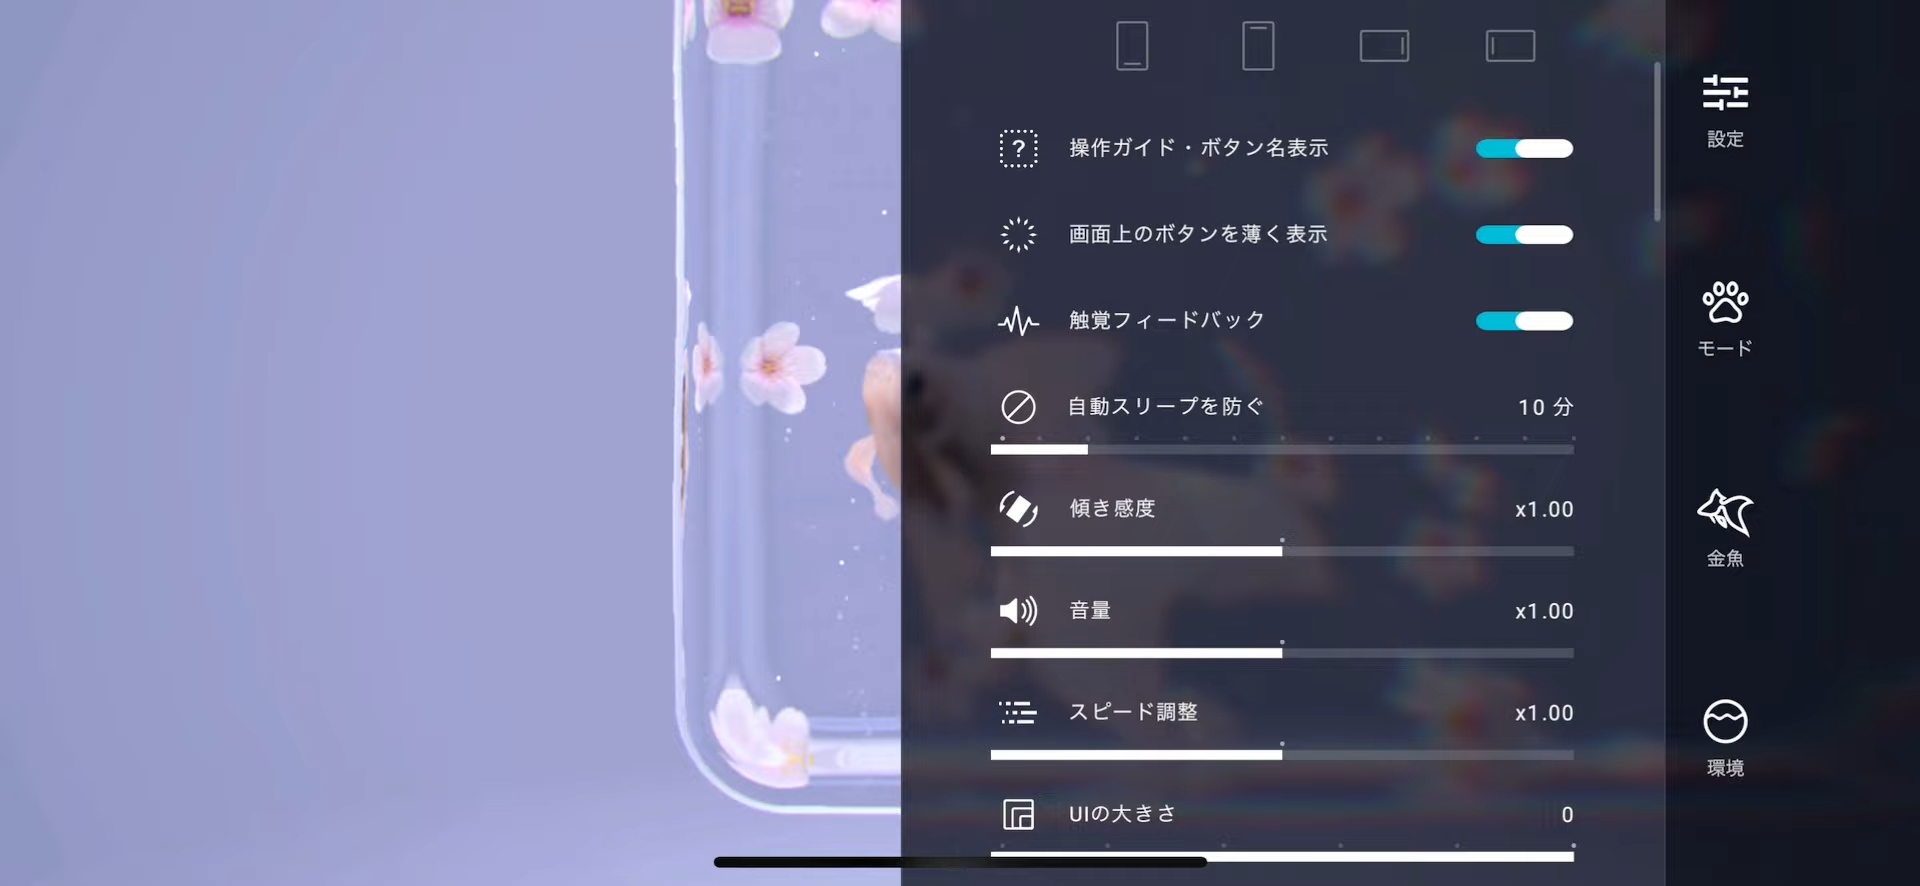 操作ガイド・ボタン名表示
設定
画面上のボタンを薄く表示
触覚フィードバック
モード
自動スリープを防ぐ 10 分
傾き感度 x1.00
金魚
音量 x1.00
スピード調整 x1.00
環境
UIの大きさ 0